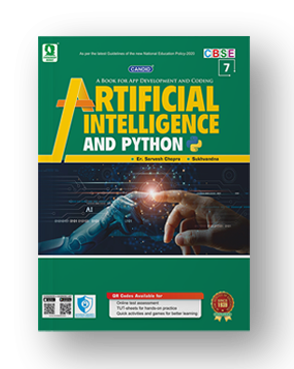 As per the latest Guidelines of the new National Education Policy-2020
CBSE
7
CANDID
A BOOK FOR APP DEVELOPMENT AND CODING
ARTIFICIAL
INTELLIGENCE
AND PYTHON
Er. Sarvesh Chopra
Sukhvandna
AI
QR Codes Available for
Online test assessment
TUT-sheets for hands-on practice
Quick activities and games for better learning